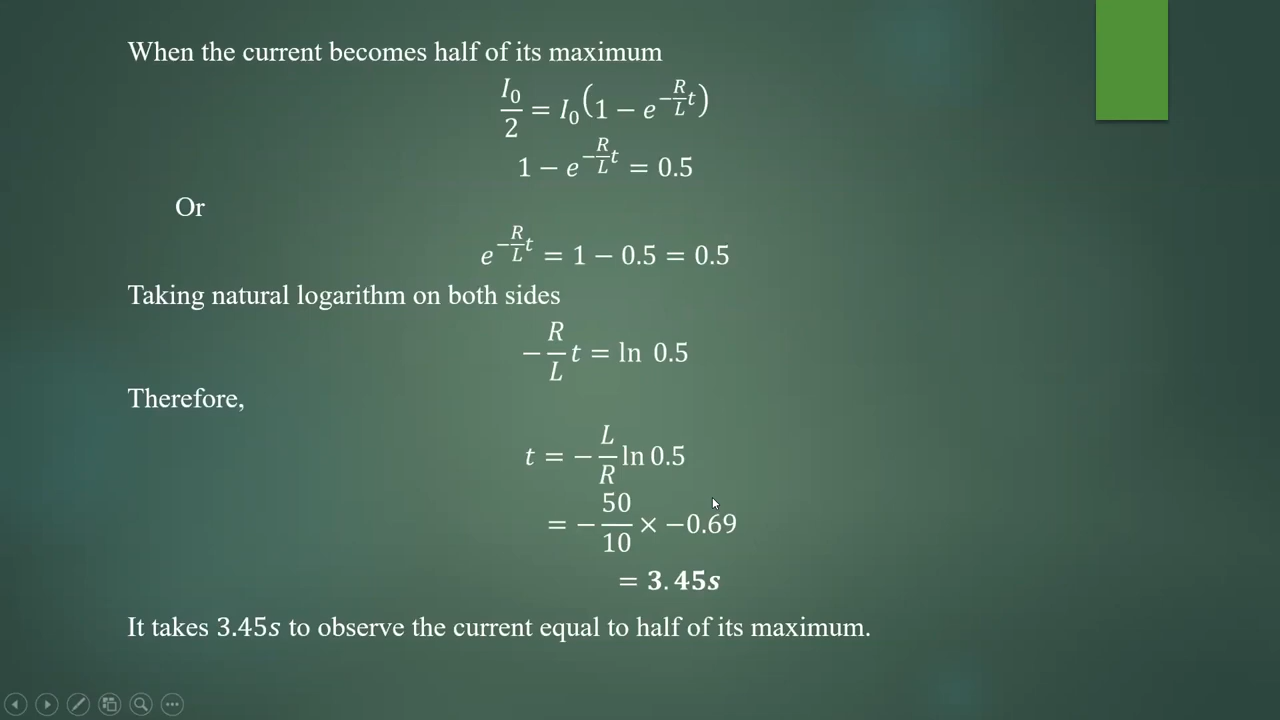 When the current becomes half of its maximum
I₀/2 = I₀(1 − e^(−(R/L)t))
1 − e^(−(R/L)t) = 0.5
Or
e^(−(R/L)t) = 1 − 0.5 = 0.5
Taking natural logarithm on both sides
−(R/L)t = ln 0.5
Therefore,
t = −(L/R) ln 0.5
= −(50/10) × −0.69
= 3.45s
It takes 3.45s to observe the current equal to half of its maximum.